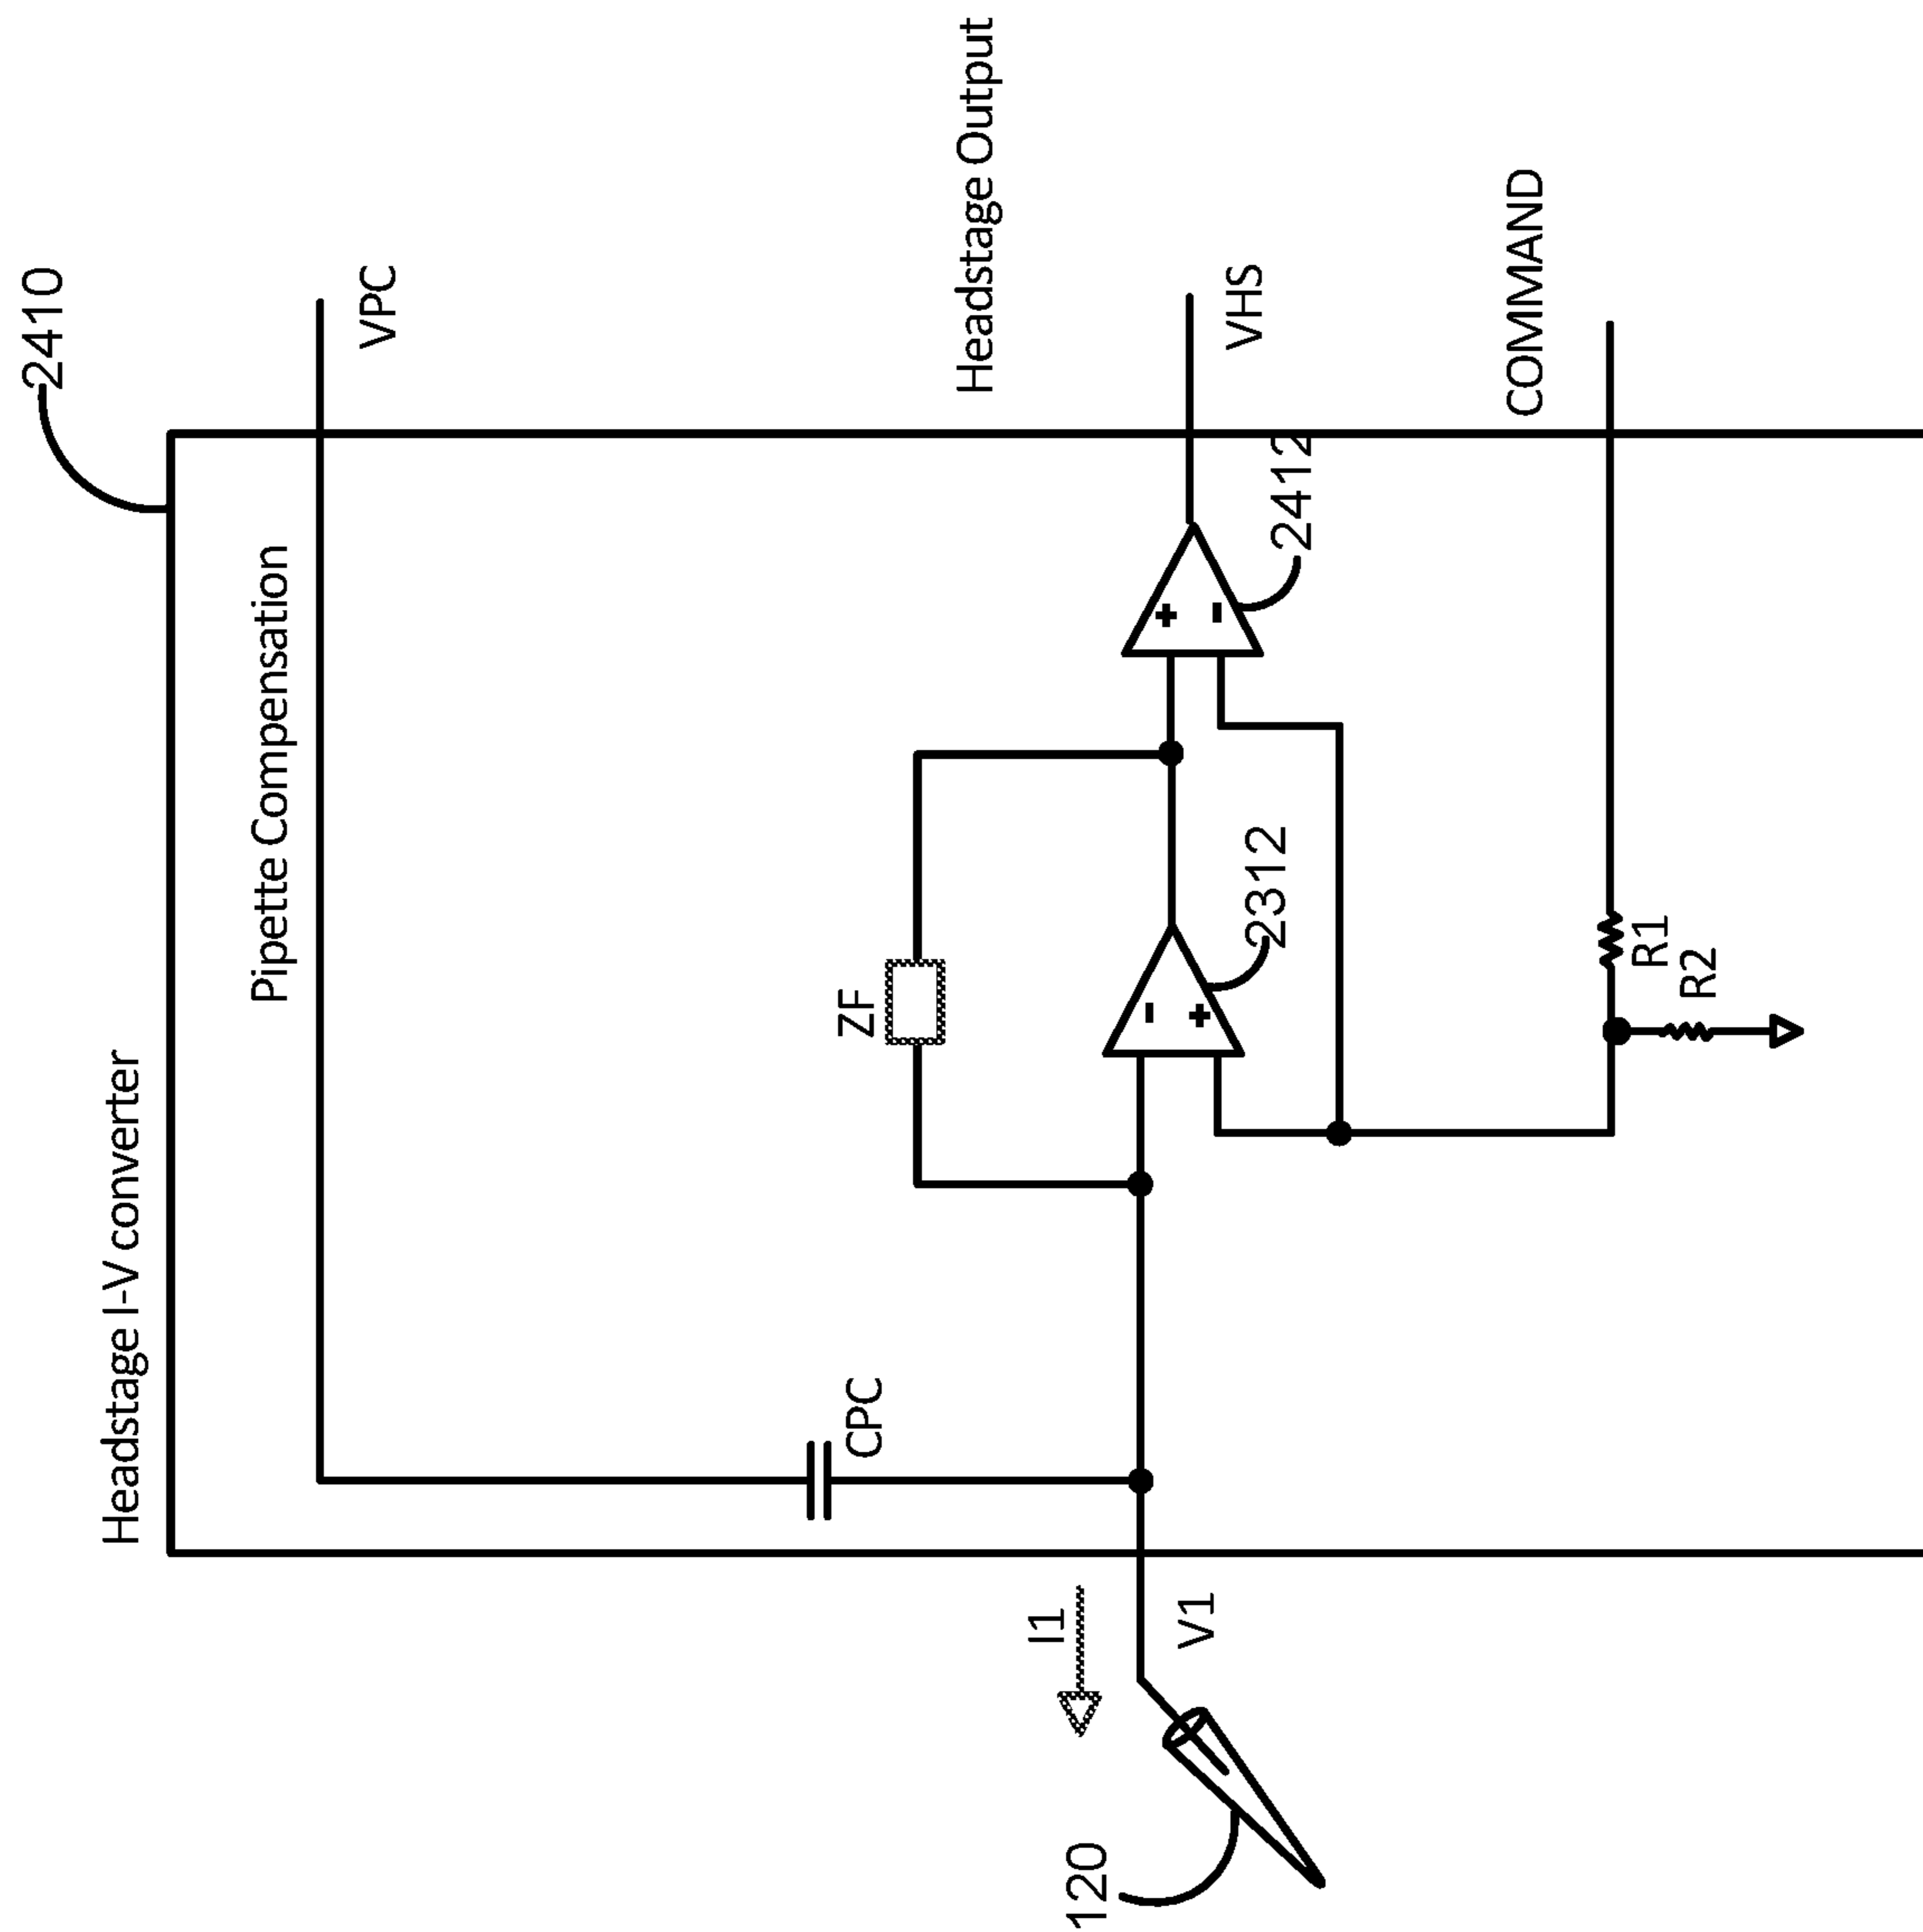 2410
Headstage I-V converter
Pipette Compensation
VPC
CPC
ZF
Headstage Output
VHS
2412
2312
I1
V1
120
COMMAND
R1
R2